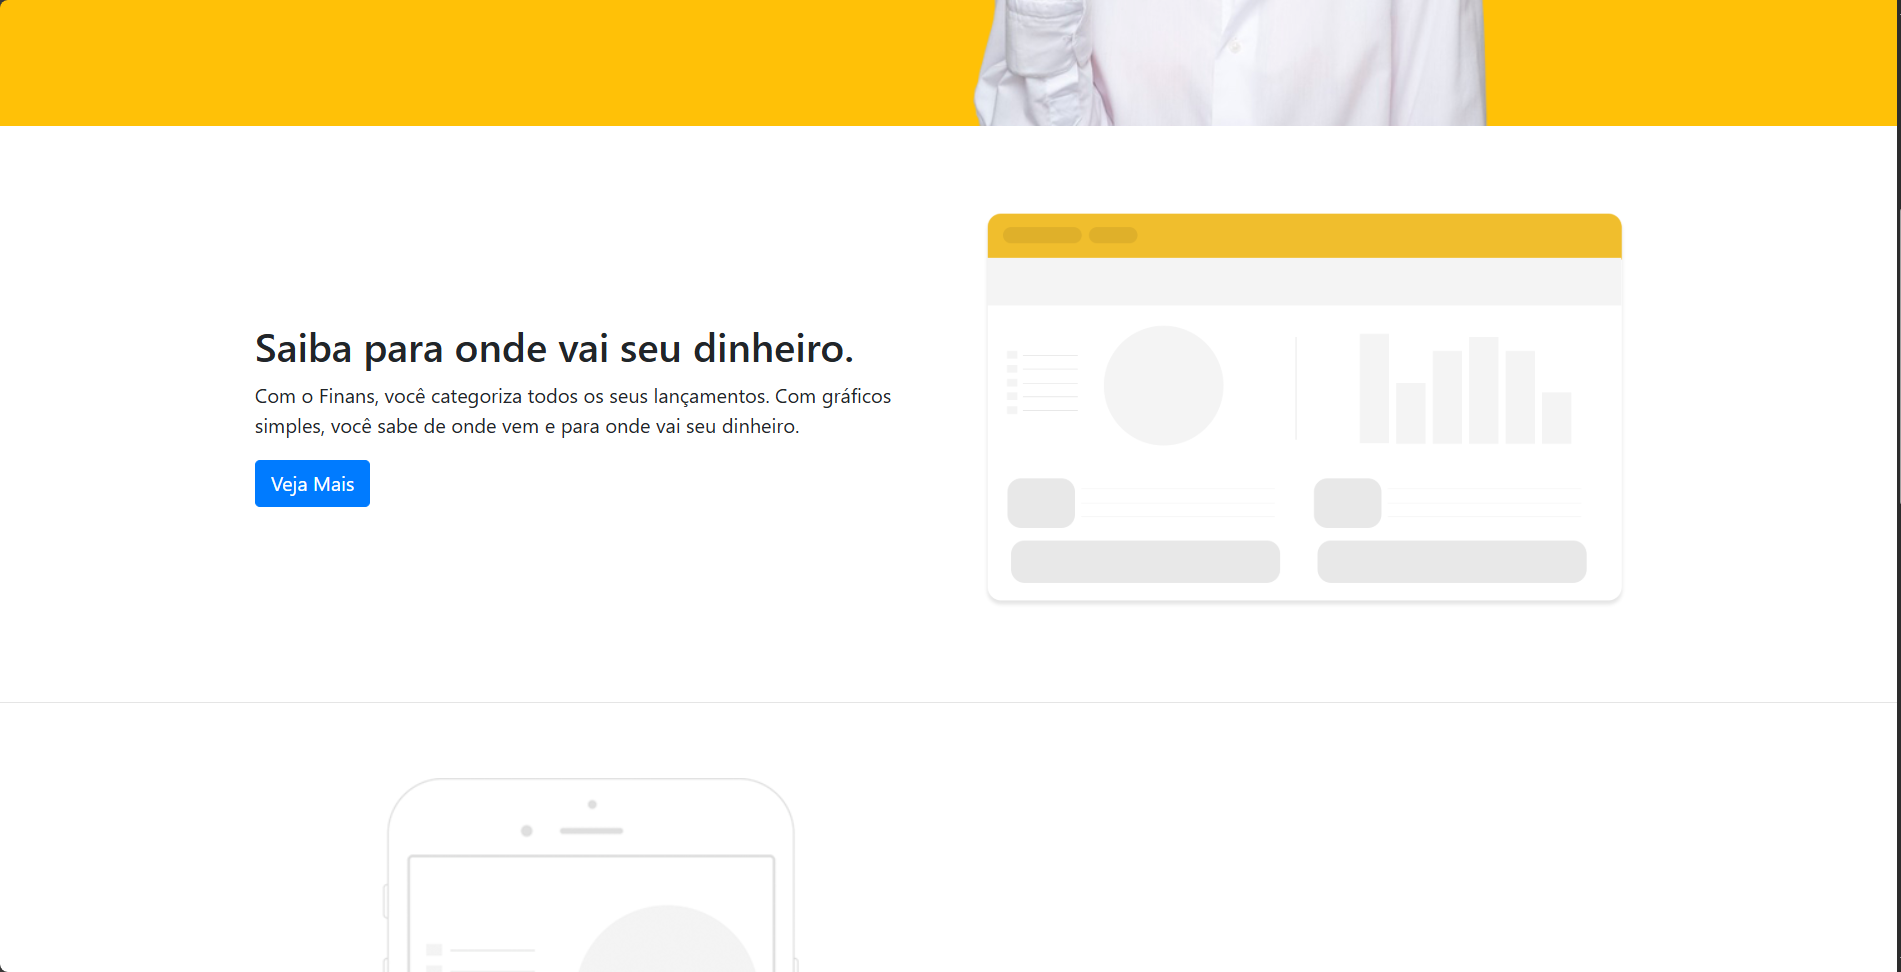 Saiba para onde vai seu dinheiro.
Com o Finans, você categoriza todos os seus lançamentos. Com gráficos
simples, você sabe de onde vem e para onde vai seu dinheiro.
Veja Mais